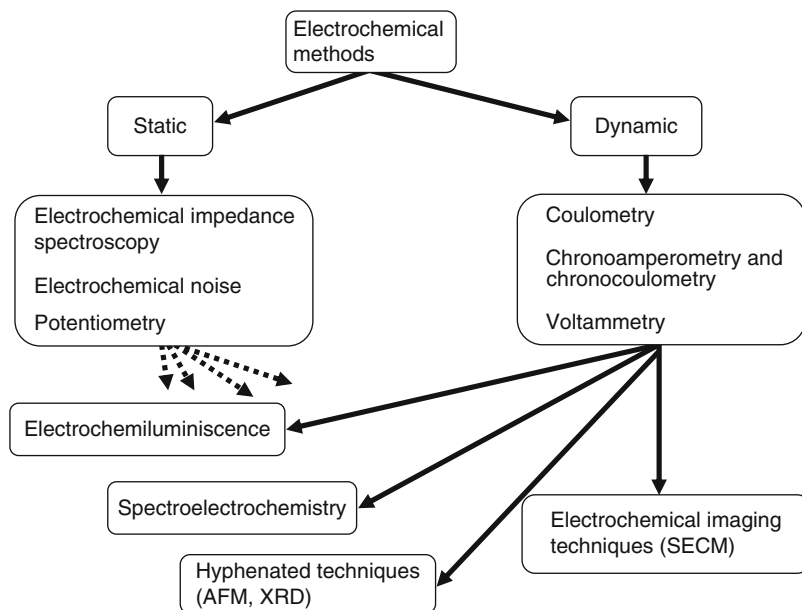 Electrochemical
methods
Static
Dynamic
Electrochemical impedance
spectroscopy
Electrochemical noise
Potentiometry
Coulometry
Chronoamperometry and
chronocoulometry
Voltammetry
Electrochemiluminiscence
Spectroelectrochemistry
Hyphenated techniques
(AFM, XRD)
Electrochemical imaging
techniques (SECM)